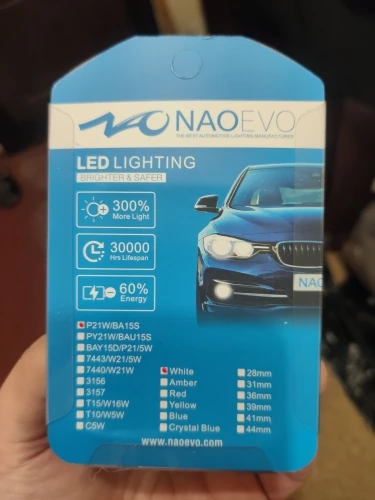 NAOEVO
THE BEST AUTOMOTIVE LIGHTING MANUFACTURER
LED LIGHTING
BRIGHTER & SAFER
300%
More Light
30000
Hrs Lifespan
60%
Energy
NAO
P21W/BA15S
PY21W/BAU15S
BAY15D/P21/5W
7443/W21/5W
7440/W21W
3156
3157
T15/W16W
T10/W5W
C5W
White
Amber
Red
Yellow
Blue
Crystal Blue
28mm
31mm
36mm
39mm
41mm
44mm
www.naoevo.com